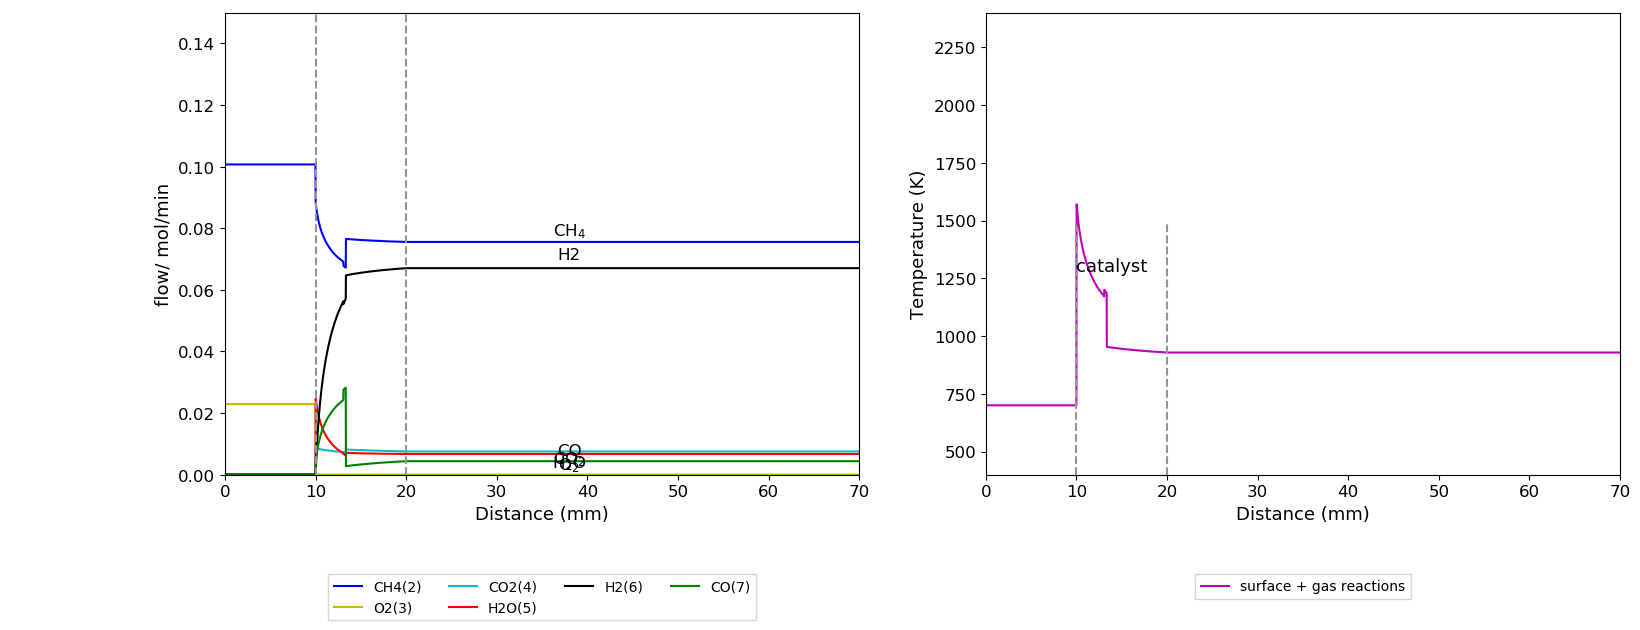 0.14
0.12
0.10
0.08
0.06
0.04
0.02
0.00
flow/ mol/min
CH4
H2
CO
0 10 20 30 40 50 60 70
Distance (mm)
CH4(2) CO2(4) H2(6) CO(7)
O2(3) H2O(5)
2250
2000
1750
1500
1250
1000
750
500
Temperature (K)
catalyst
0 10 20 30 40 50 60 70
Distance (mm)
surface + gas reactions